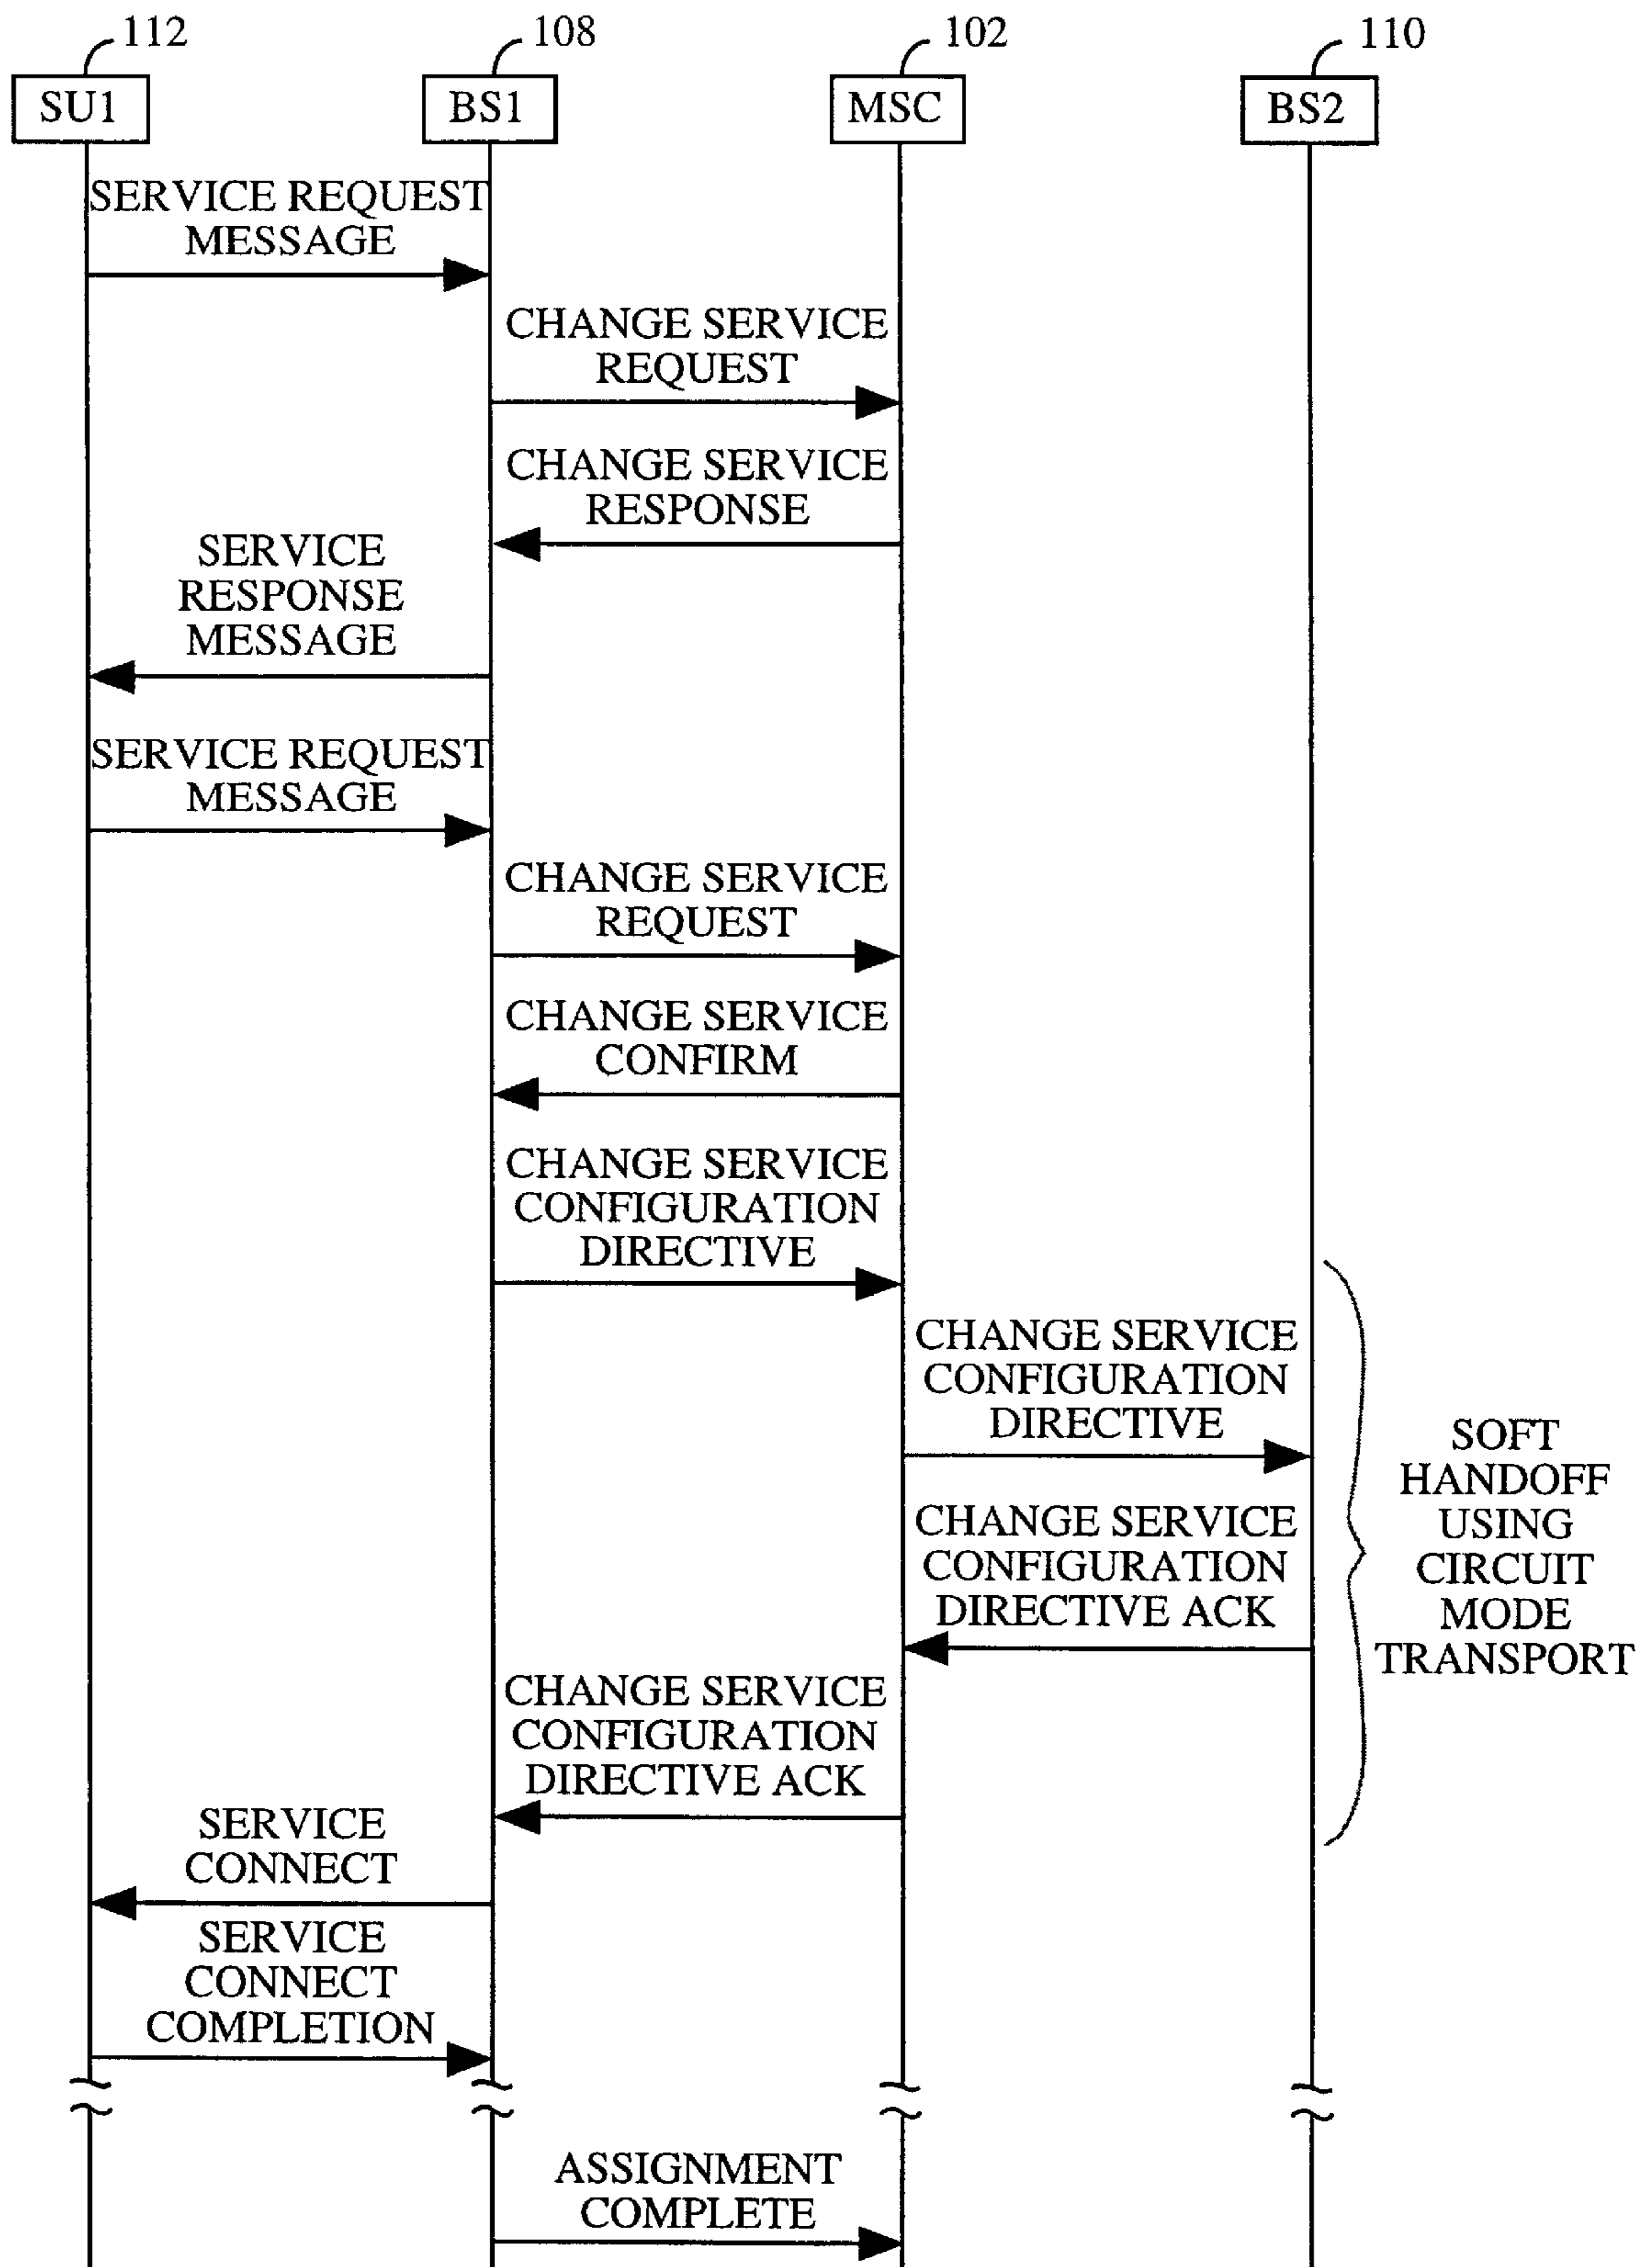 112
108
102
110
SU1
BS1
MSC
BS2
SERVICE REQUEST
MESSAGE
CHANGE SERVICE
REQUEST
CHANGE SERVICE
RESPONSE
SERVICE
RESPONSE
MESSAGE
SERVICE REQUEST
MESSAGE
CHANGE SERVICE
REQUEST
CHANGE SERVICE
CONFIRM
CHANGE SERVICE
CONFIGURATION
DIRECTIVE
CHANGE SERVICE
CONFIGURATION
DIRECTIVE
CHANGE SERVICE
CONFIGURATION
DIRECTIVE ACK
SOFT
HANDOFF
USING
CIRCUIT
MODE
TRANSPORT
CHANGE SERVICE
CONFIGURATION
DIRECTIVE ACK
SERVICE
CONNECT
SERVICE
CONNECT
COMPLETION
ASSIGNMENT
COMPLETE